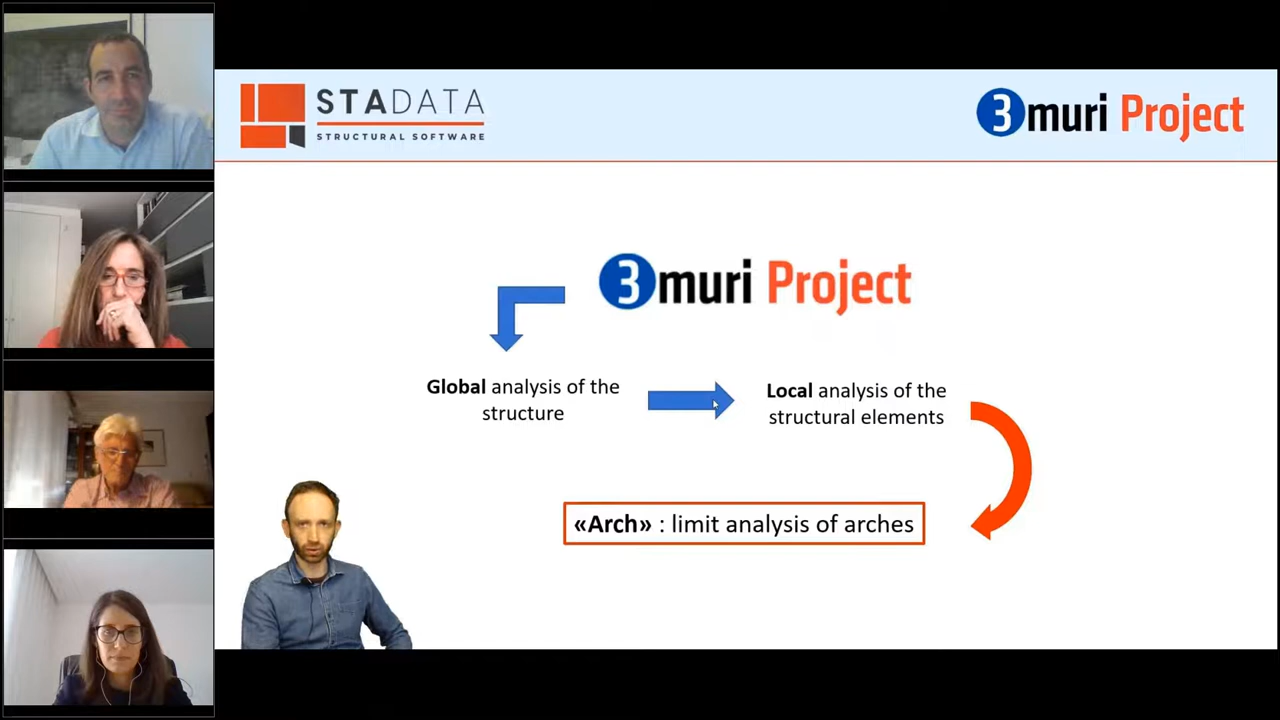 STADATA
STRUCTURAL SOFTWARE
3muri Project
3muri Project
Global analysis of the
structure
Local analysis of the
structural elements
«Arch» : limit analysis of arches